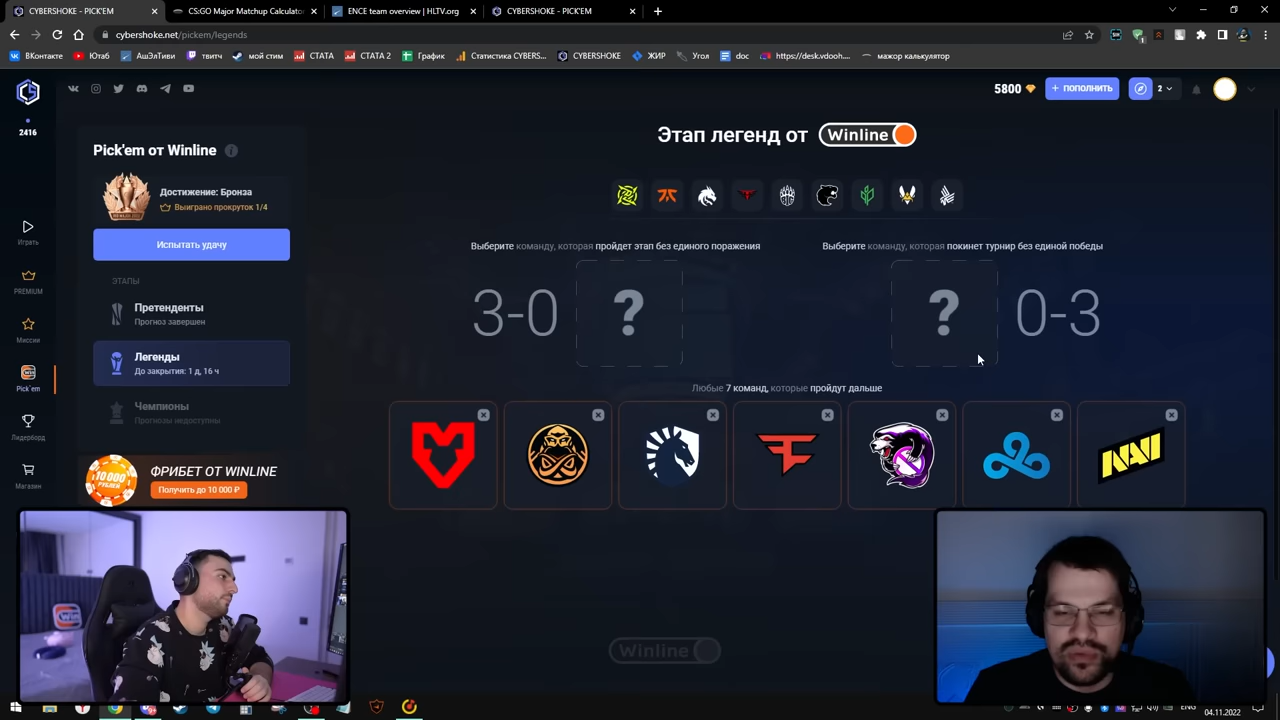 CYBERSHOKE - PICK'EM
CS:GO Major Matchup Calculator
ENCE team overview | HLTV.org
CYBERSHOKE - PICK'EM
cybershoke.net/pickem/legends
ВКонтакте
Ютаб
АшЭлТиви
твитч
мой стим
СТАТА
СТАТА 2
График
Статистика CYBERS...
CYBERSHOKE
ЖИР
Угол
doc
https://desk.vdooh....
мажор калькулятор
2416
5800
+ ПОПОЛНИТЬ
2
Играть
PREMIUM
Миссии
Pick'em
Лидерборд
Магазин
Pick'em от Winline
Достижение: Бронза
Выиграно прокруток 1/4
Испытать удачу
ЭТАПЫ
Претенденты
Прогноз завершен
Легенды
До закрытия: 1 д, 16 ч
Чемпионы
Прогнозы недоступны
10 000
РУБЛЕЙ
ФРИБЕТ ОТ WINLINE
Получить до 10 000 ₽
Этап легенд от Winline
Выберите команду, которая пройдет этап без единого поражения
Выберите команду, которая покинет турнир без единой победы
3-0 ?
? 0-3
Любые 7 команд, которые пройдут дальше
NAVI
Winline
ENG
04.11.2022